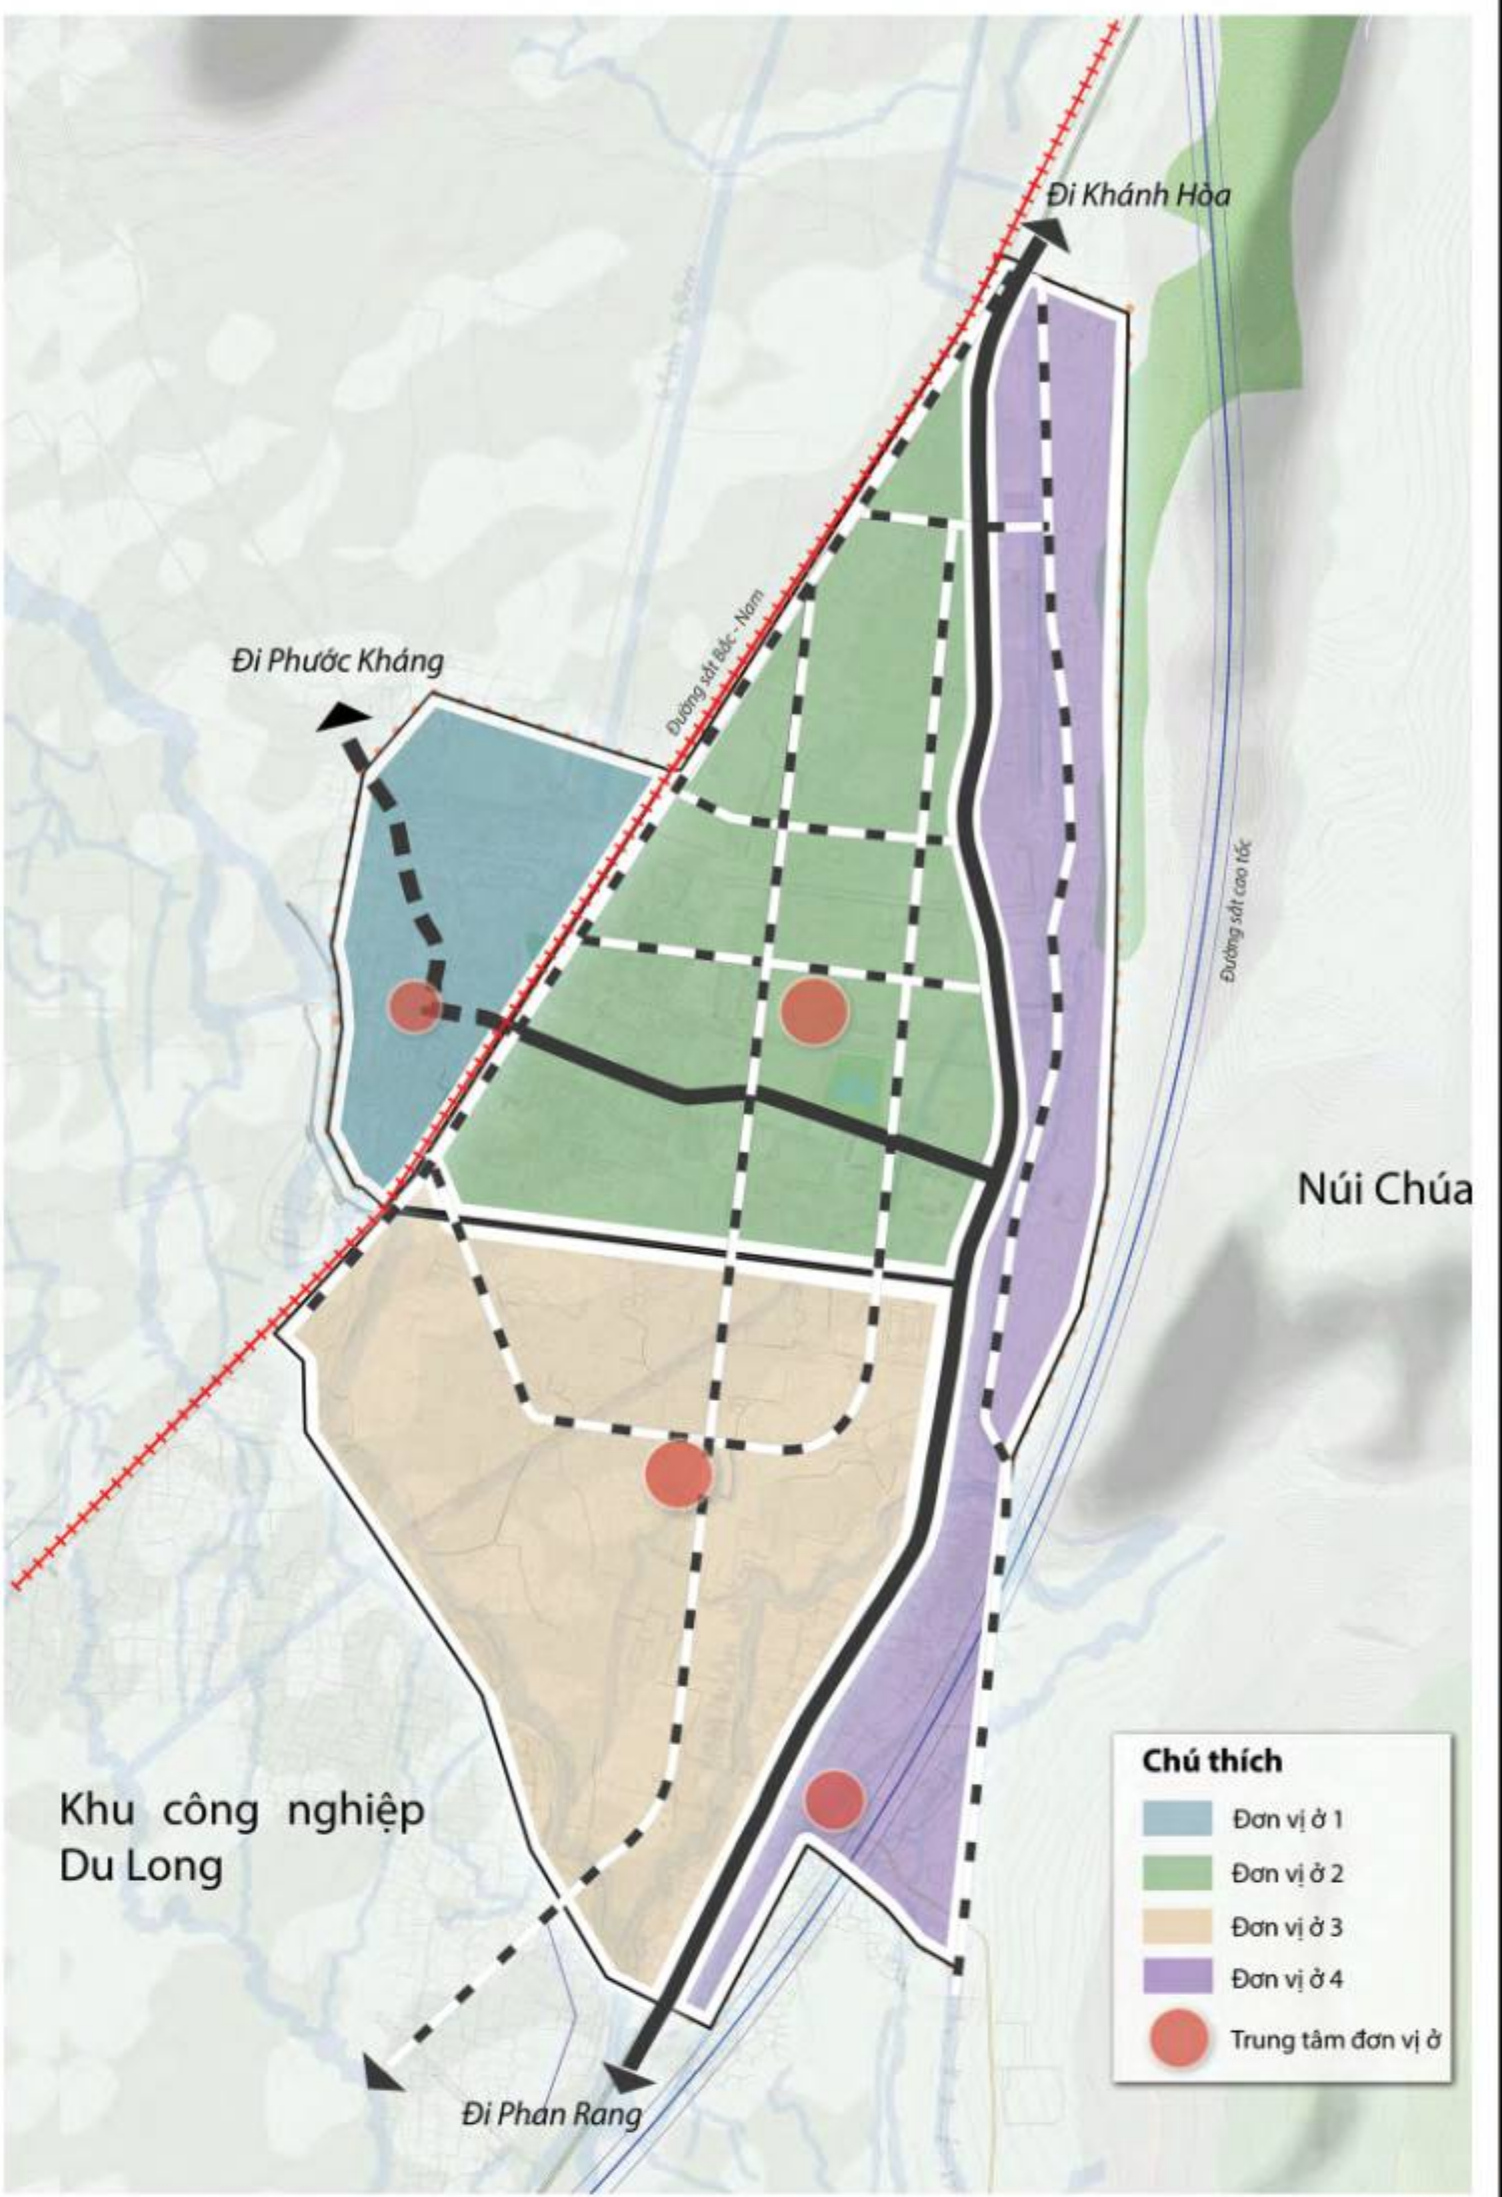 Đi Khánh Hòa
Đường sắt Bắc - Nam
Đi Phước Kháng
Đường sắt cao tốc
Núi Chúa
Khu công nghiệp
Du Long
Đi Phan Rang
Chú thích
Đơn vị ở 1
Đơn vị ở 2
Đơn vị ở 3
Đơn vị ở 4
Trung tâm đơn vị ở